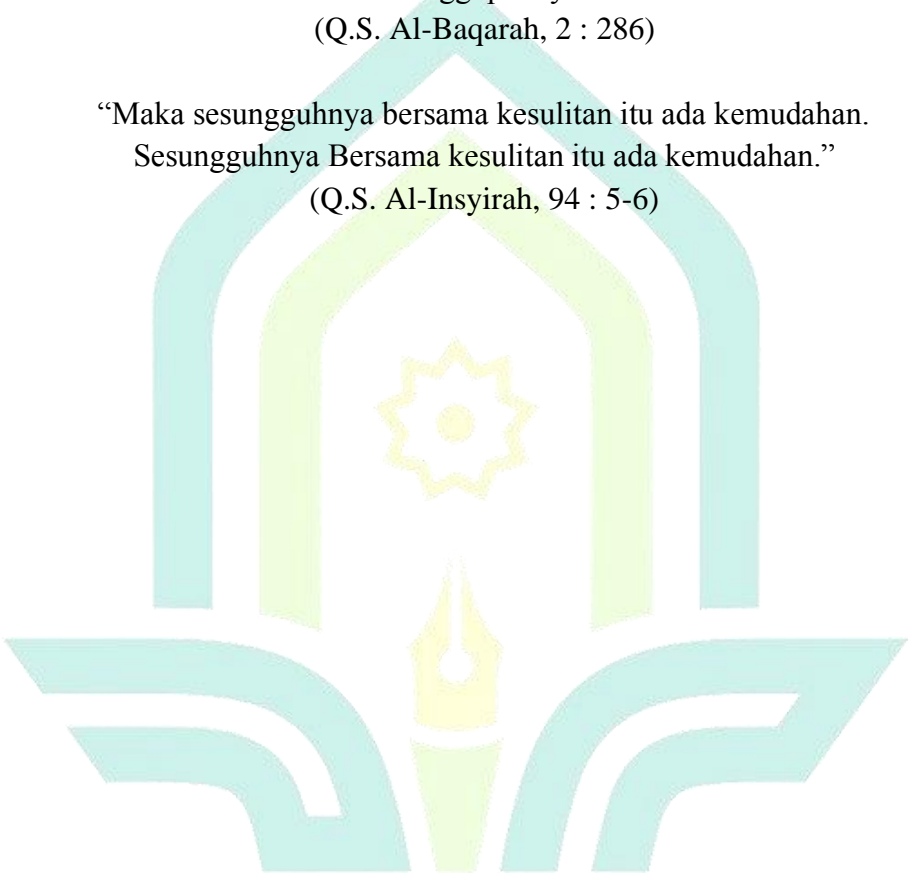 (Q.S. Al-Baqarah, 2 : 286)
“Maka sesungguhnya bersama kesulitan itu ada kemudahan.
Sesungguhnya Bersama kesulitan itu ada kemudahan.”
(Q.S. Al-Insyirah, 94 : 5-6)